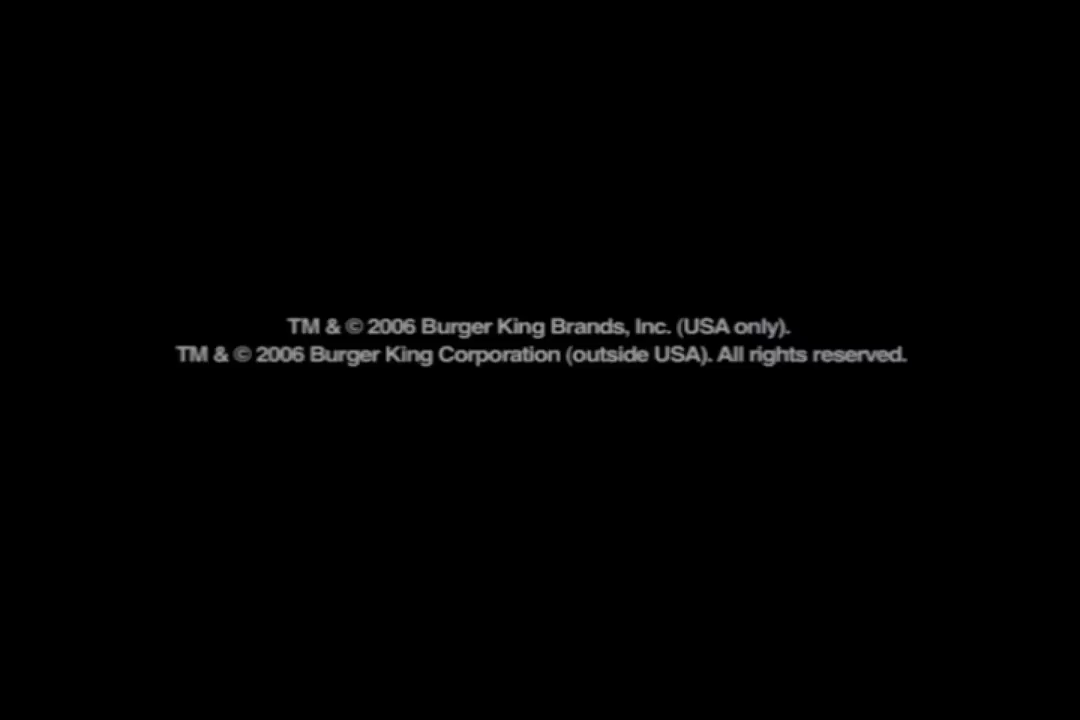 TM & © 2006 Burger King Brands, Inc. (USA only).
TM & © 2006 Burger King Corporation (outside USA). All rights reserved.